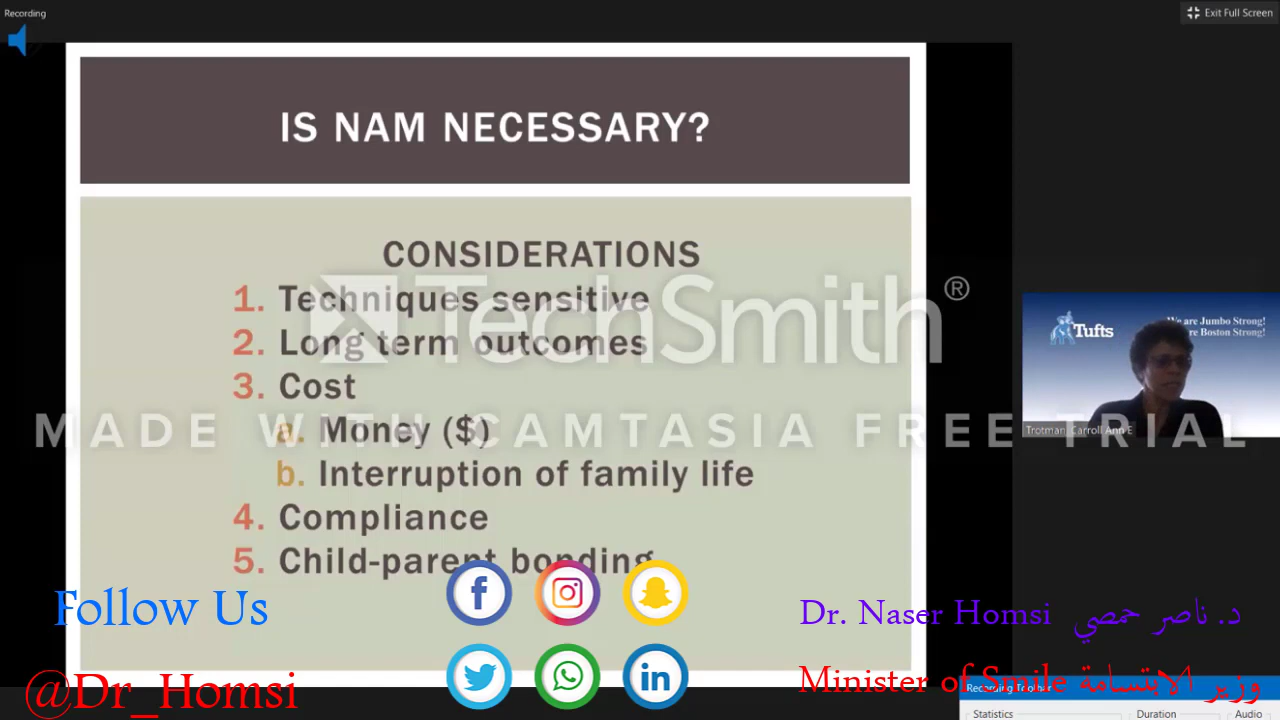 Recording
Exit Full Screen
IS NAM NECESSARY?
CONSIDERATIONS
1. Techniques sensitive
2. Long term outcomes
3. Cost
a. Money ($)
b. Interruption of family life
4. Compliance
5. Child-parent bonding
TechSmith®
MADE WITH CAMTASIA FREE TRIAL
Tufts
We are Jumbo Strong!
are Boston Strong!
Trotman, Carroll Ann E
Follow Us
@Dr_Homsi
Dr. Naser Homsi د. ناصر حمصي
Minister of Smile وزير الابتسامة
Recording Toolbar
Statistics
Duration
Audio